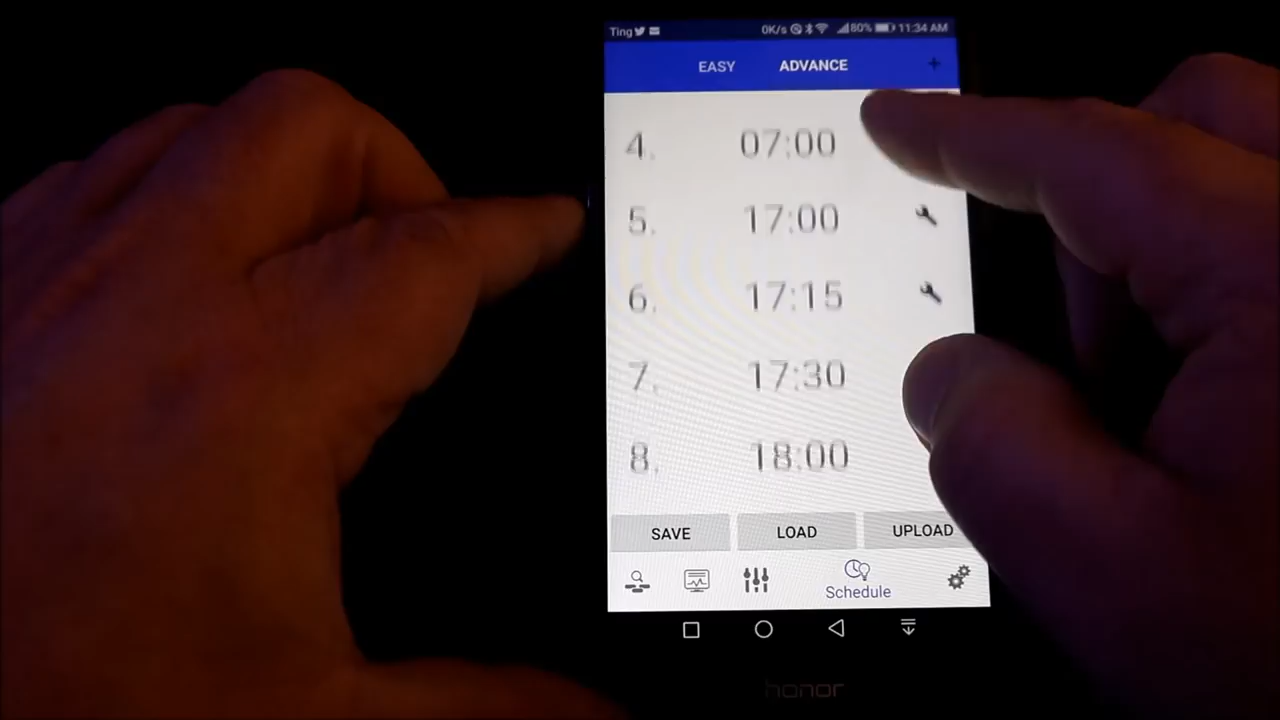 Ting 0K/s 80% 11:34 AM
EASY ADVANCE +
4. 07:00
5. 17:00
6. 17:15
7. 17:30
8. 18:00
SAVE LOAD UPLOAD
Schedule
honor